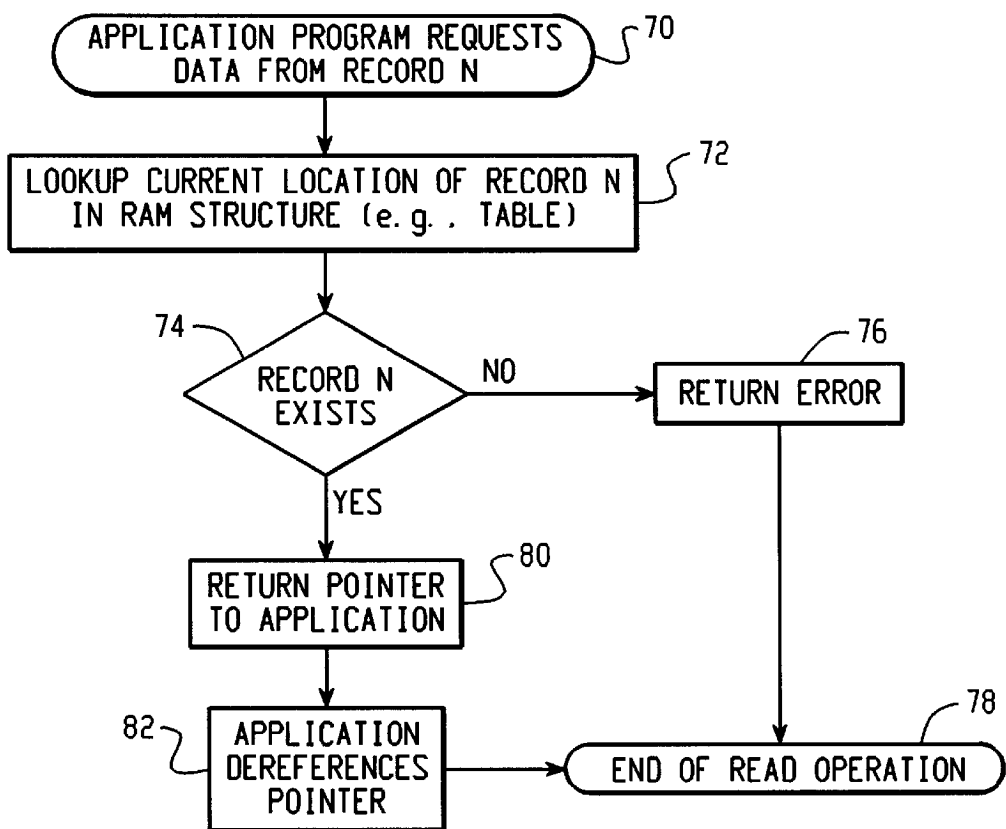 APPLICATION PROGRAM REQUESTS
DATA FROM RECORD N
70
LOOKUP CURRENT LOCATION OF RECORD N
IN RAM STRUCTURE (e.g., TABLE)
72
74
RECORD N
EXISTS
NO
76
RETURN ERROR
YES
80
RETURN POINTER
TO APPLICATION
82
APPLICATION
DEREFERENCES
POINTER
78
END OF READ OPERATION